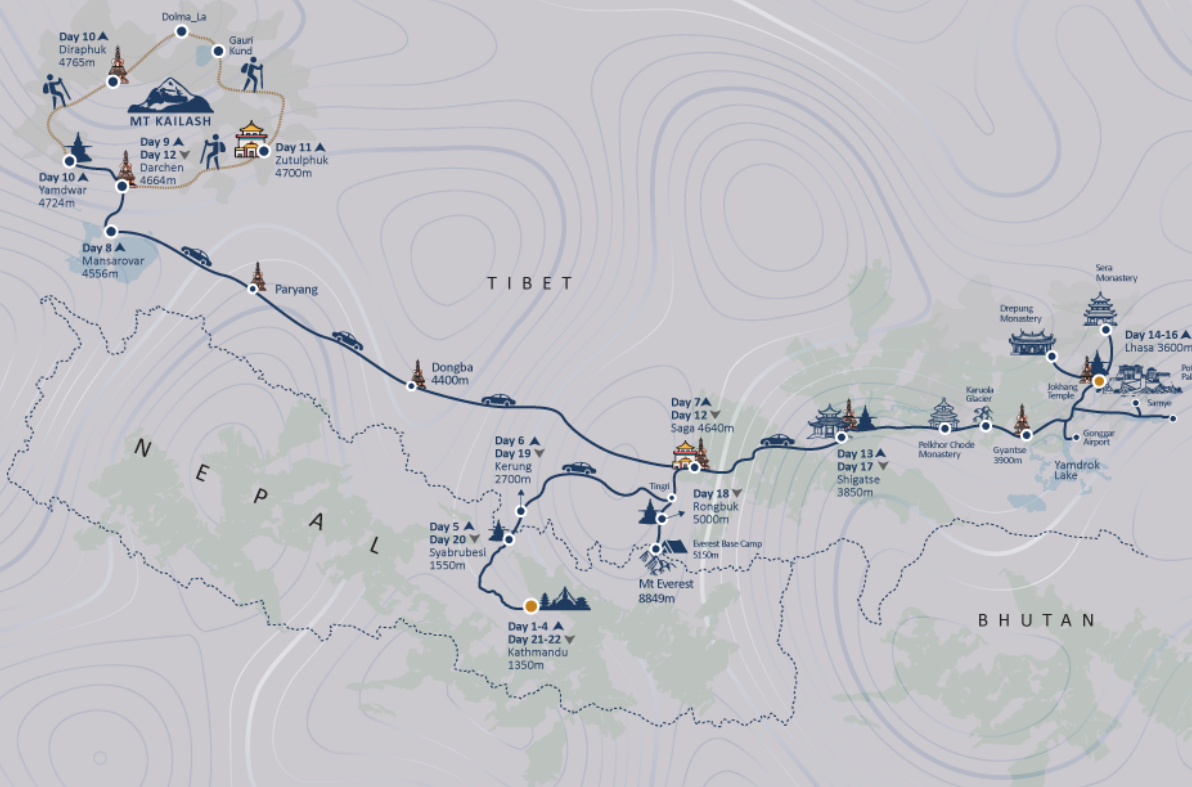 Dolma_La
Day 10
Diraphuk
4765m
Gauri
Kund
MT KAILASH
Day 9
Day 12
Darchen
4664m
Day 11
Zutulphuk
4700m
Day 10
Yamdwar
4724m
Day 8
Mansarovar
4556m
Paryang
TIBET
Dongba
4400m
Sera
Monastery
Drepung
Monastery
Day 14-16
Lhasa 3600m
Jokhang
Temple
Samye
Karuola
Glacier
Pelkhor Chode
Monastery
Gyantse
3900m
Gonggar
Airport
Yamdrok
Lake
Day 7
Day 12
Saga 4640m
Day 13
Day 17
Shigatse
3850m
Day 6
Day 19
Kerung
2700m
Tingri
Day 18
Rongbuk
5000m
Everest Base Camp
5150m
Mt Everest
8849m
Day 5
Day 20
Syabrubesi
1550m
Day 1-4
Day 21-22
Kathmandu
1350m
NEPAL
BHUTAN